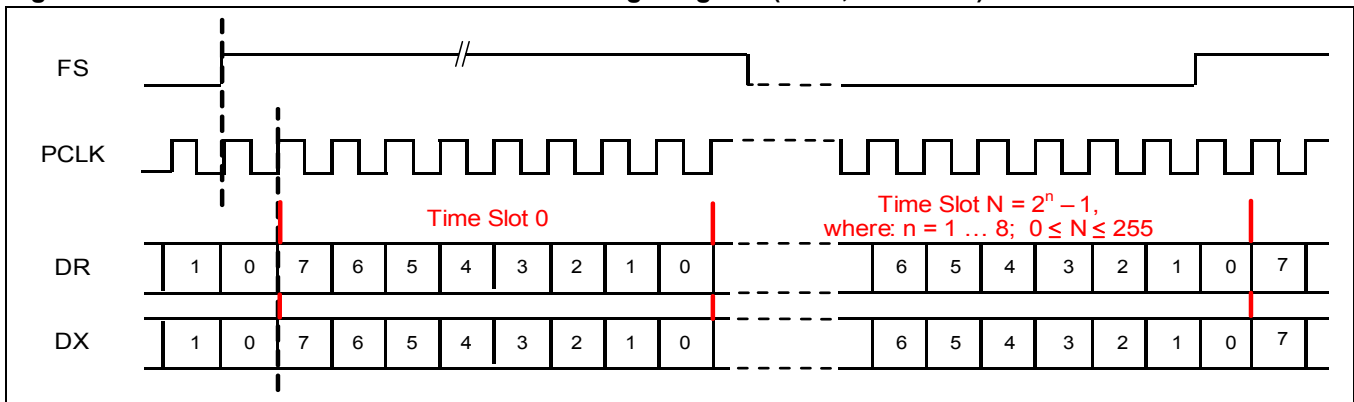 FS
PCLK
Time Slot 0
Time Slot N = 2ⁿ – 1,
where: n = 1 … 8; 0 ≤ N ≤ 255
DR 1 0 7 6 5 4 3 2 1 0 6 5 4 3 2 1 0 7
DX 1 0 7 6 5 4 3 2 1 0 6 5 4 3 2 1 0 7